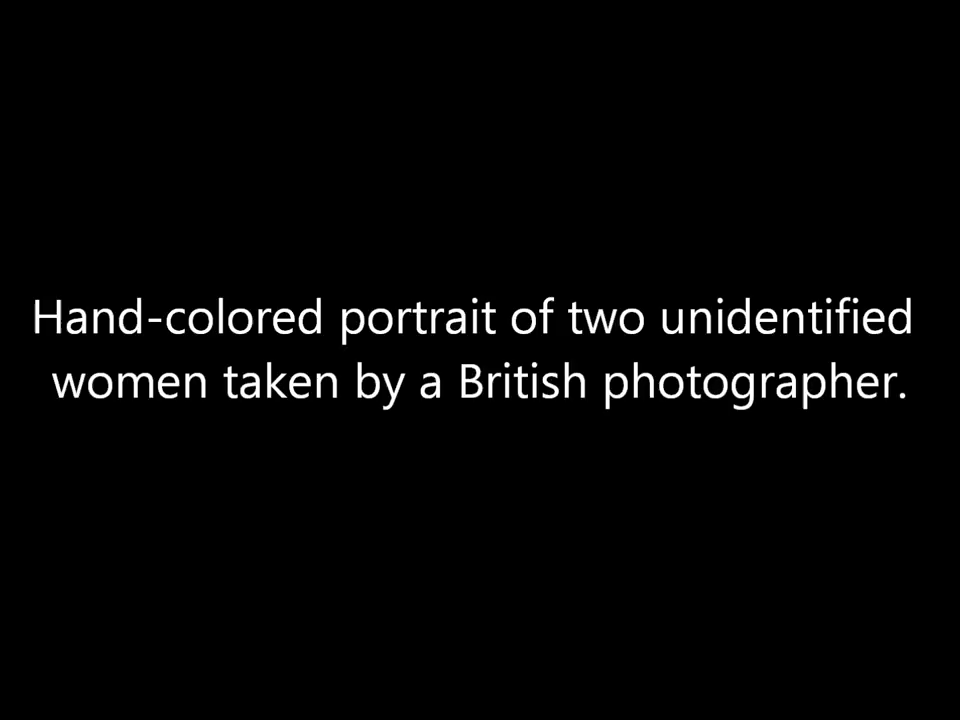 Hand-colored portrait of two unidentified
women taken by a British photographer.